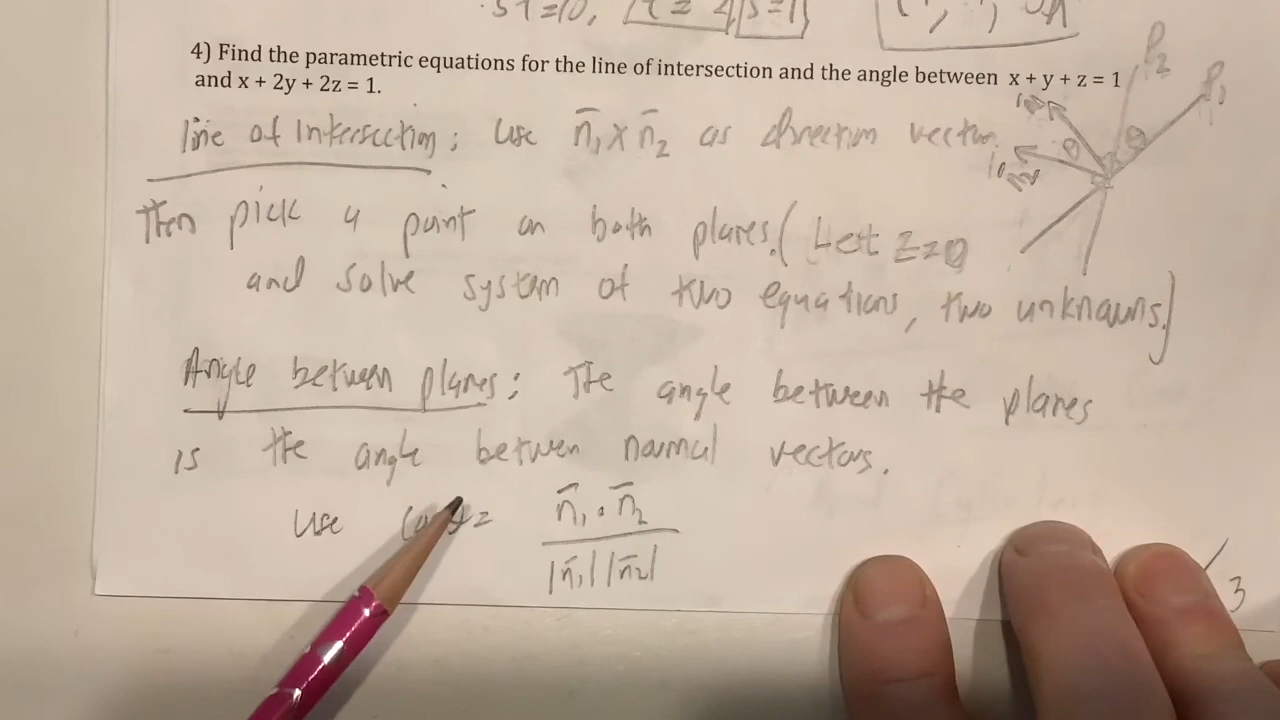 4) Find the parametric equations for the line of intersection and the angle between x + y + z = 1
and x + 2y + 2z = 1.
P₂
P₁
line of Intersection: Use n̄₁ x n̄₂ as direction vector.
θ θ
Then pick a point on both planes. (Let Z=0
and solve system of two equations, two unknowns.)
Angle between planes: The angle between the planes
is the angle between normal vectors.
Use n̄₁ · n̄₂
|n̄₁| |n̄₂|
3